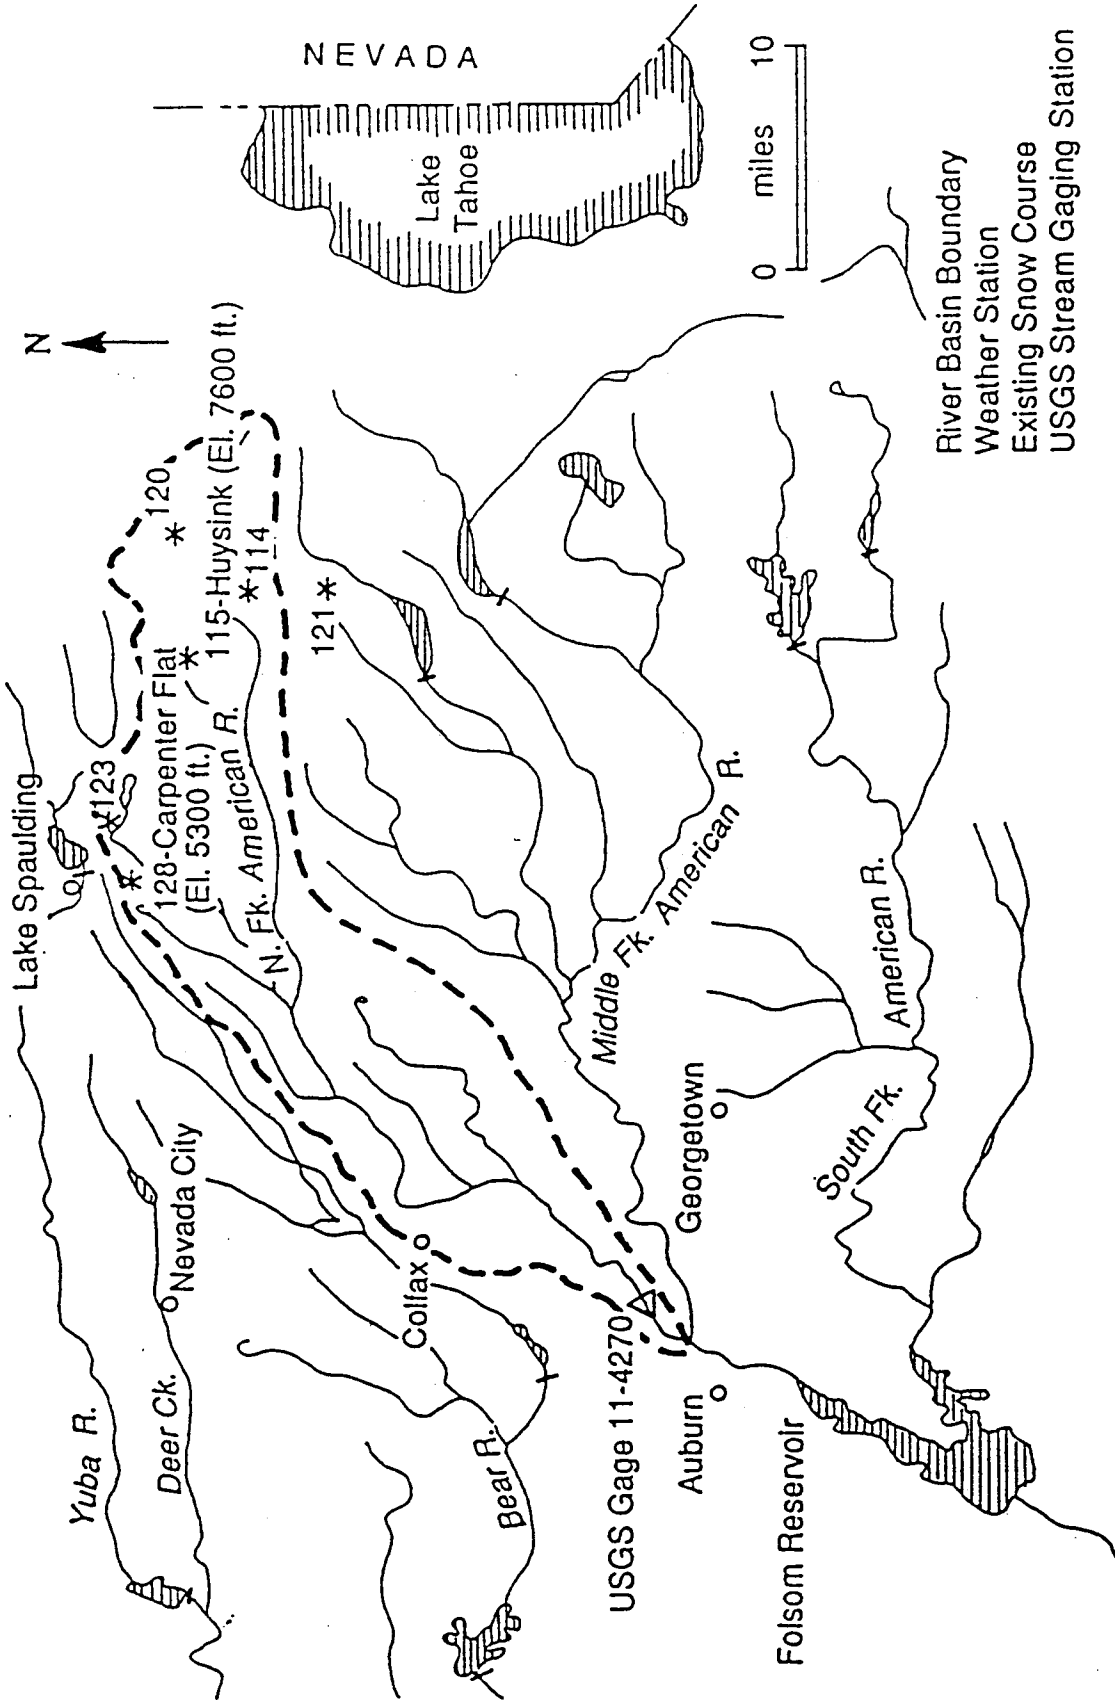 Lake Spaulding
Yuba R.
Deer Ck.
Nevada City
123
128-Carpenter Flat
(El. 5300 ft.)
120
115-Huysink (El. 7600 ft.)
114
121
N. Fk. American R.
N
NEVADA
Lake
Tahoe
Bear R.
Colfax
USGS Gage 11-4270
Auburn
Georgetown
Middle Fk. American R.
Folsom Reservoir
South Fk. American R.
0 miles 10
River Basin Boundary
Weather Station
Existing Snow Course
USGS Stream Gaging Station